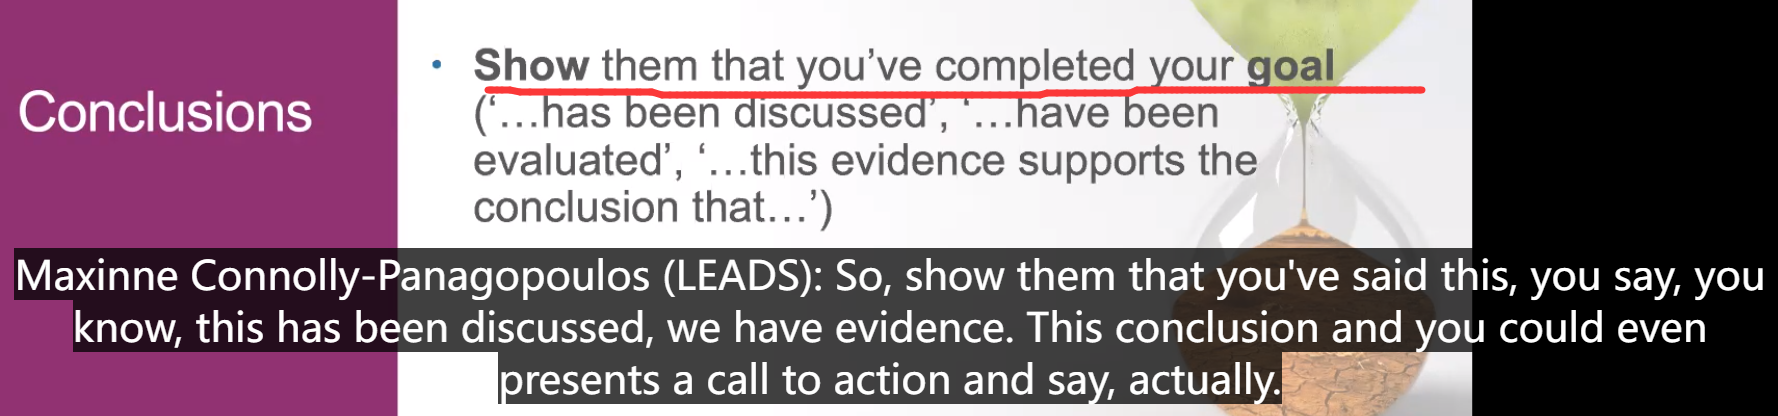 Conclusions
• Show them that you’ve completed your goal
(‘…has been discussed’, ‘…have been
evaluated’, ‘…this evidence supports the
conclusion that…’)
Maxinne Connolly-Panagopoulos (LEADS): So, show them that you've said this, you say, you
know, this has been discussed, we have evidence. This conclusion and you could even
presents a call to action and say, actually.